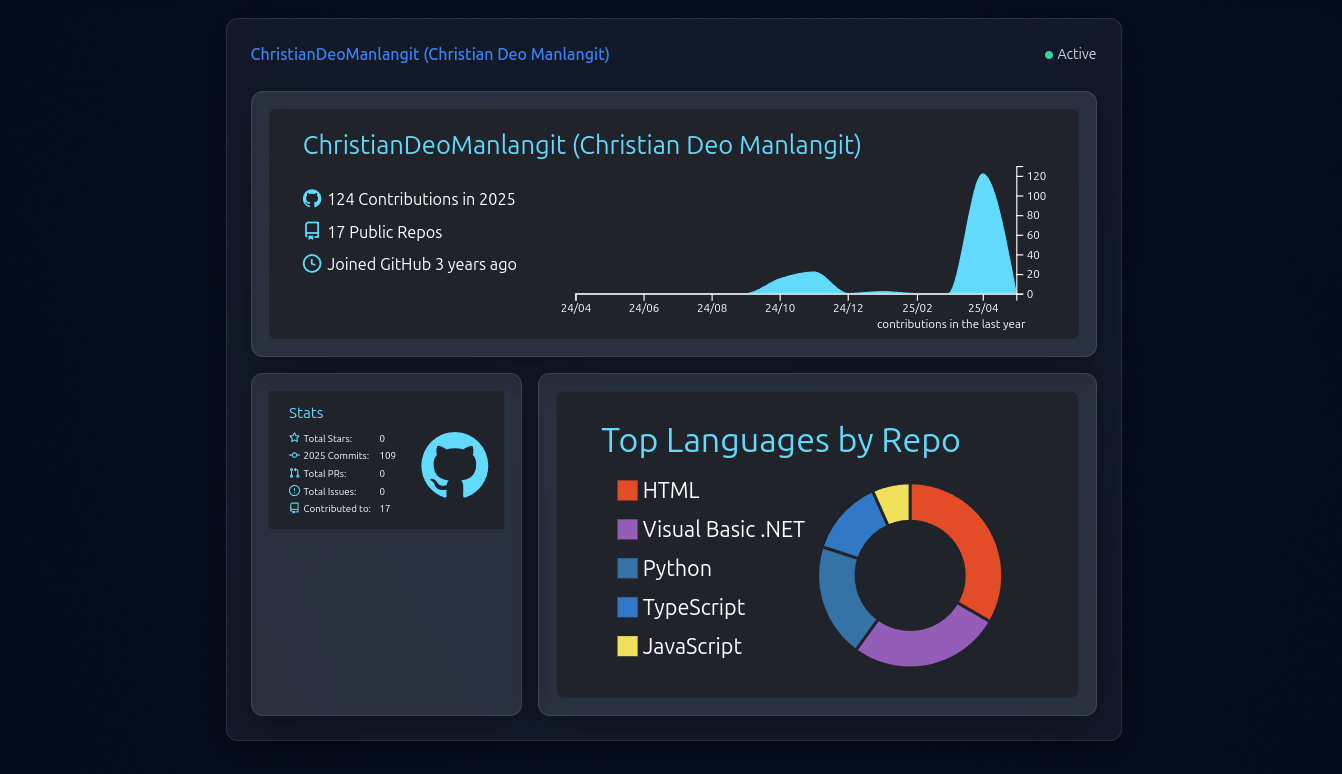 ChristianDeoManlangit (Christian Deo Manlangit)
Active
ChristianDeoManlangit (Christian Deo Manlangit)
124 Contributions in 2025
17 Public Repos
Joined GitHub 3 years ago
120
100
80
60
40
20
0
24/04 24/06 24/08 24/10 24/12 25/02 25/04
contributions in the last year
Stats
Total Stars: 0
2025 Commits: 109
Total PRs: 0
Total Issues: 0
Contributed to: 17
Top Languages by Repo
HTML
Visual Basic .NET
Python
TypeScript
JavaScript